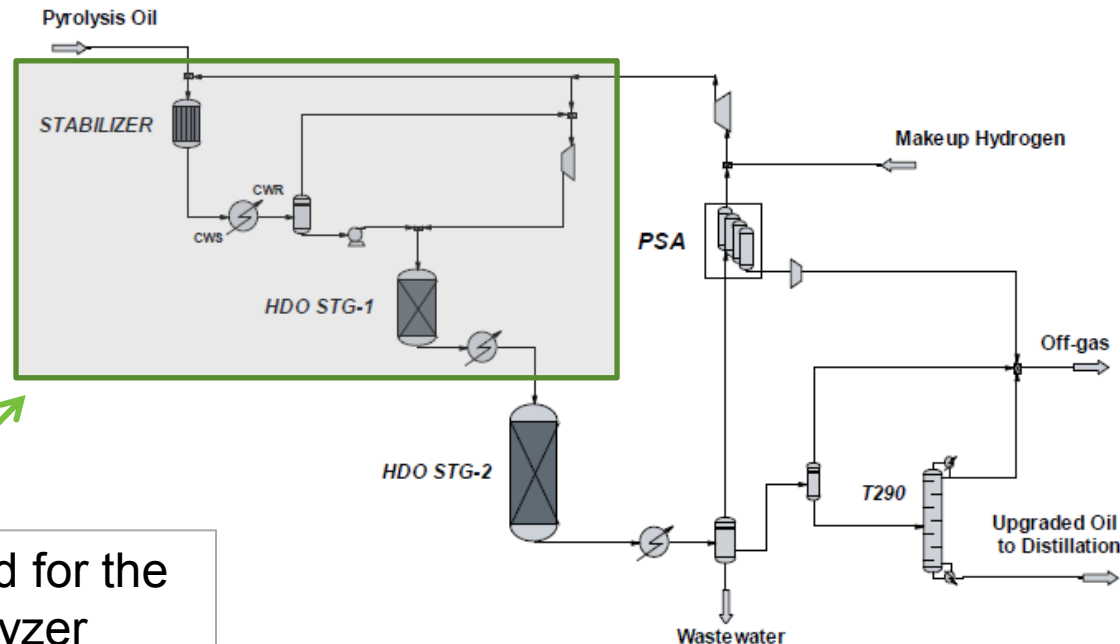 Pyrolysis Oil
STABILIZER
CWR
CWS
HDO STG-1
Makeup Hydrogen
PSA
Off-gas
HDO STG-2
T290
Upgraded Oil
to Distillation
Wastewater
d for the
yzer